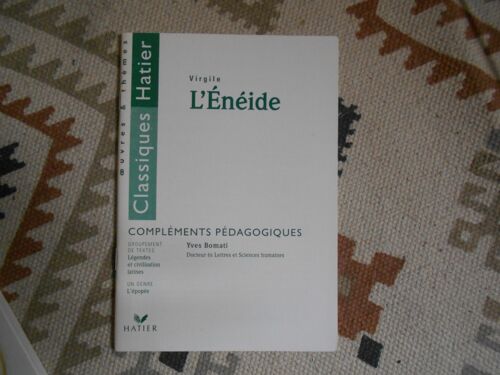 Œuvres & thèmes
Classiques Hatier
Virgile
L'Énéide
COMPLÉMENTS PÉDAGOGIQUES
GROUPEMENT
DE TEXTES
Légendes
et civilisation
latines
UN GENRE
L'épopée
Yves Bomati
Docteur ès Lettres et Sciences humaines
HATIER